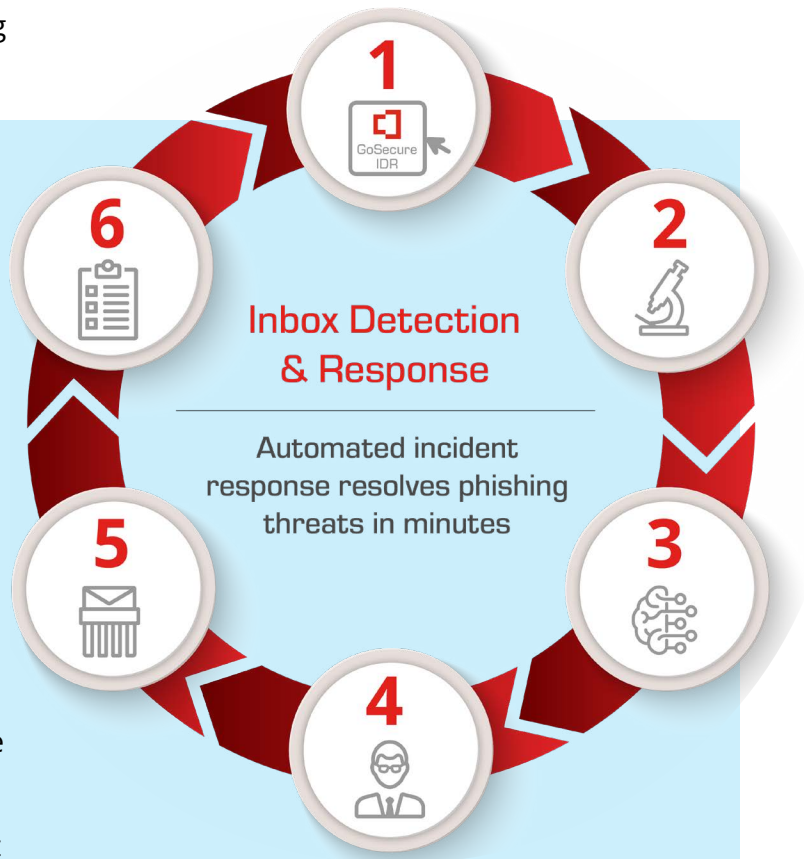 g
1
GoSecure
IDR
2
3
4
5
6
Inbox Detection
& Response
Automated incident
response resolves phishing
threats in minutes
e